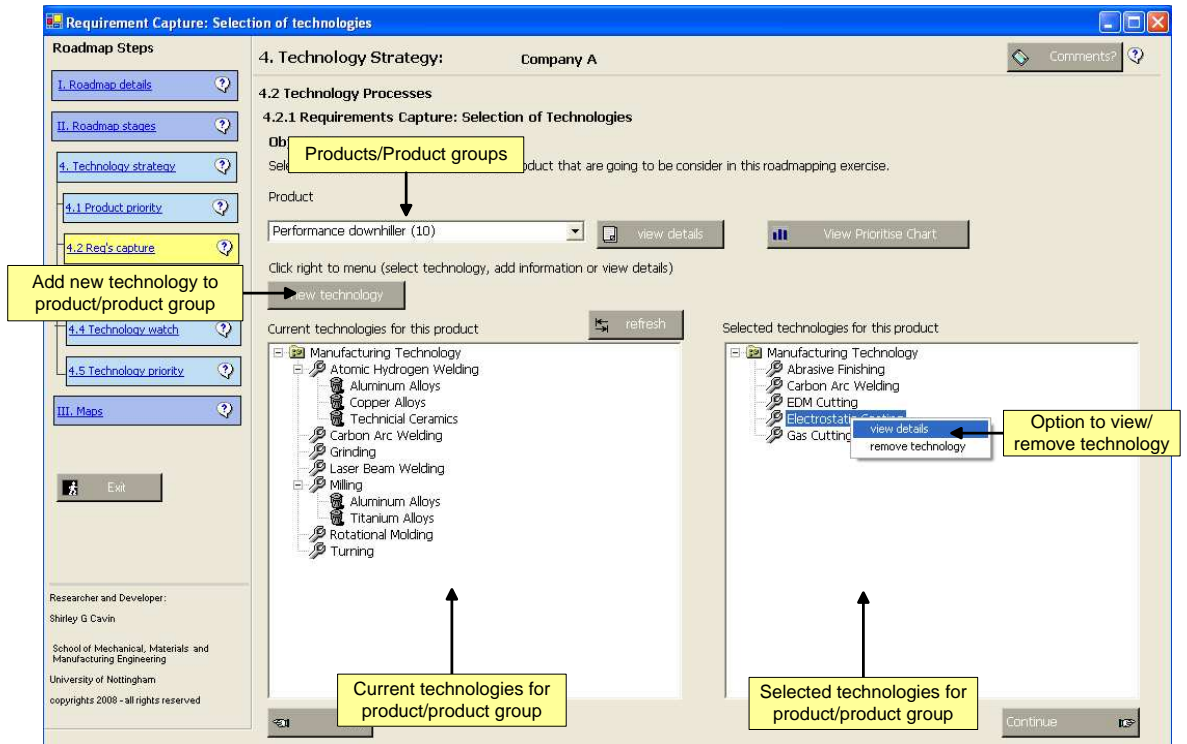 Requirement Capture: Selection of technologies
Roadmap Steps
I. Roadmap details
II. Roadmap stages
4. Technology strategy
4.1 Product priority
4.2 Req's capture
4.4 Technology watch
4.5 Technology priority
III. Maps
Exit
Researcher and Developer:
Shirley G Cavin
School of Mechanical, Materials and
Manufacturing Engineering
University of Nottingham
copyrights 2008 - all rights reserved
4. Technology Strategy: Company A
Comments?
4.2 Technology Processes
4.2.1 Requirements Capture: Selection of Technologies
Products/Product groups
that are going to be consider in this roadmapping exercise.
Product
Performance downhiller (10)
view details
View Prioritise Chart
Click right to menu (select technology, add information or view details)
Add new technology to
product/product group
technology
refresh
Current technologies for this product
Manufacturing Technology
Atomic Hydrogen Welding
Aluminum Alloys
Copper Alloys
Technicial Ceramics
Carbon Arc Welding
Grinding
Laser Beam Welding
Milling
Aluminum Alloys
Titanium Alloys
Rotational Molding
Turning
Current technologies for
product/product group
Selected technologies for this product
Manufacturing Technology
Abrasive Finishing
Carbon Arc Welding
EDM Cutting
Electrostatic Coating
Gas Cutting
view details
remove technology
Option to view/
remove technology
Selected technologies for
product/product group
Continue